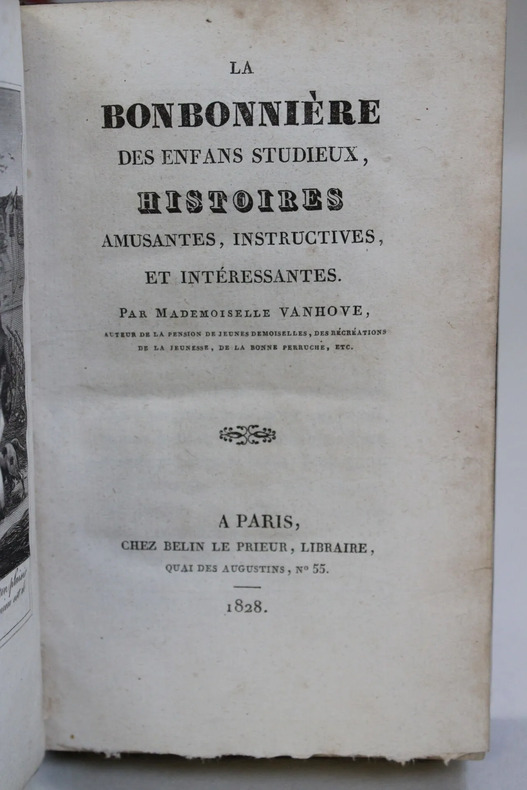 LA
BONBONNIÈRE
DES ENFANS STUDIEUX,
HISTOIRES
AMUSANTES, INSTRUCTIVES,
ET INTÉRESSANTES.
PAR MADEMOISELLE VANHOVE,
AUTEUR DE LA PENSION DE JEUNES DEMOISELLES, DES RÉCRÉATIONS
DE LA JEUNESSE, DE LA BONNE PERRUCHE, ETC.
A PARIS,
CHEZ BELIN LE PRIEUR, LIBRAIRE,
QUAI DES AUGUSTINS, Nº 55.
1828.